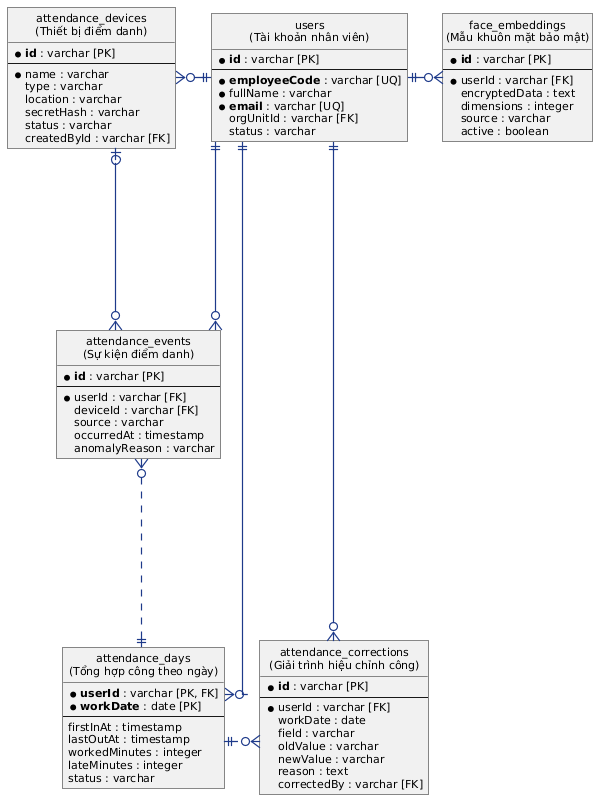 attendance_devices
(Thiết bị điểm danh)
id : varchar [PK]
name : varchar
type : varchar
location : varchar
secretHash : varchar
status : varchar
createdById : varchar [FK]
users
(Tài khoản nhân viên)
id : varchar [PK]
employeeCode : varchar [UQ]
fullName : varchar
email : varchar [UQ]
orgUnitId : varchar [FK]
status : varchar
face_embeddings
(Mẫu khuôn mặt bảo mật)
id : varchar [PK]
userId : varchar [FK]
encryptedData : text
dimensions : integer
source : varchar
active : boolean
attendance_events
(Sự kiện điểm danh)
id : varchar [PK]
userId : varchar [FK]
deviceId : varchar [FK]
source : varchar
occurredAt : timestamp
anomalyReason : varchar
attendance_days
(Tổng hợp công theo ngày)
userId : varchar [PK, FK]
workDate : date [PK]
firstInAt : timestamp
lastOutAt : timestamp
workedMinutes : integer
lateMinutes : integer
status : varchar
attendance_corrections
(Giải trình hiệu chỉnh công)
id : varchar [PK]
userId : varchar [FK]
workDate : date
field : varchar
oldValue : varchar
newValue : varchar
reason : text
correctedBy : varchar [FK]